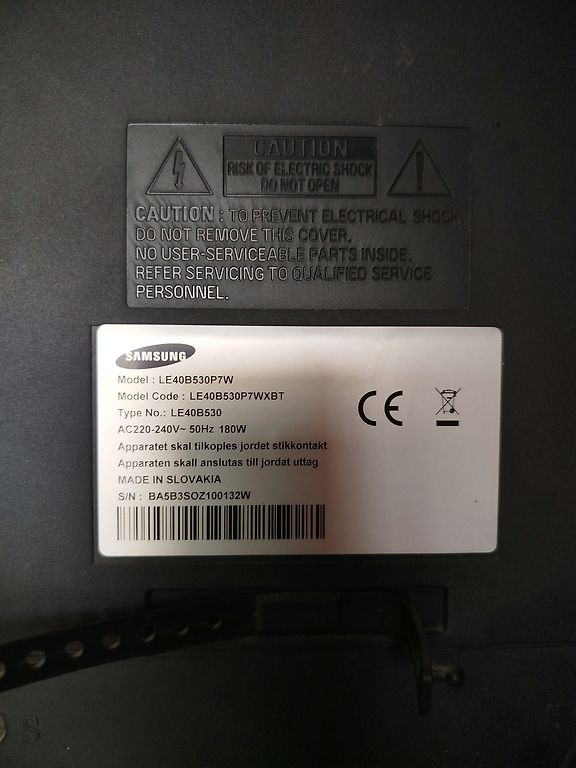 CAUTION
RISK OF ELECTRIC SHOCK
DO NOT OPEN
CAUTION : TO PREVENT ELECTRICAL SHOCK,
DO NOT REMOVE THIS COVER.
NO USER-SERVICEABLE PARTS INSIDE.
REFER SERVICING TO QUALIFIED SERVICE
PERSONNEL.
SAMSUNG
Model : LE40B530P7W
Model Code : LE40B530P7WXBT
Type No.: LE40B530
AC220-240V~ 50Hz 180W
Apparatet skal tilkoples jordet stikkontakt
Apparaten skall anslutas till jordat uttag
MADE IN SLOVAKIA
S/N : BA5B3SOZ100132W
CE
S